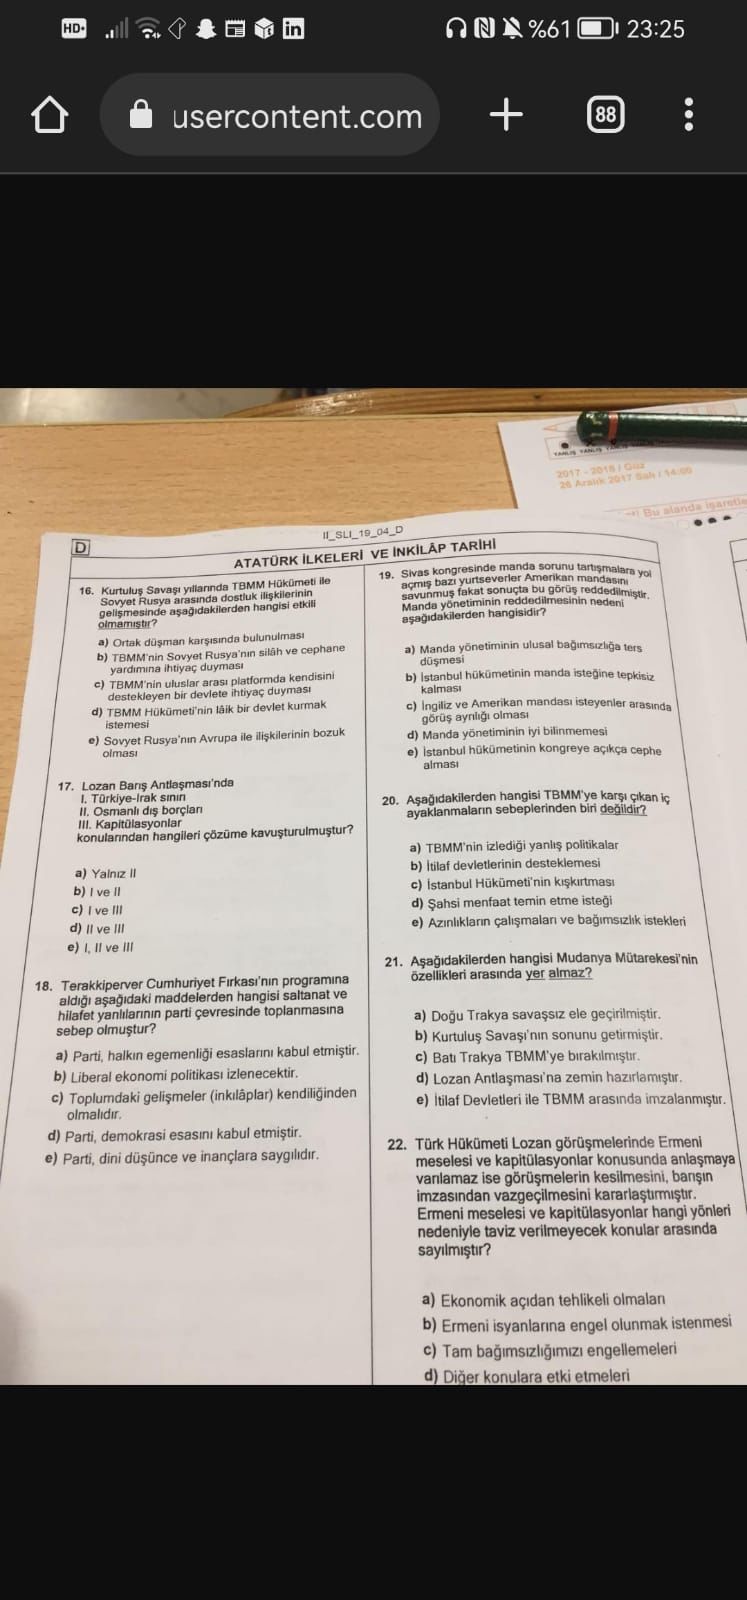 HD+
%61
23:25
usercontent.com
88
YANLIŞ YANLIŞ
2017 - 2018 / Güz
26 Aralık 2017 Salı / 14:00
Bu alanda işaretle
II_SLI_19_04_D
D
ATATÜRK İLKELERİ VE İNKİLÂP TARİHİ
16. Kurtuluş Savaşı yıllarında TBMM Hükümeti ile
Sovyet Rusya arasında dostluk ilişkilerinin
gelişmesinde aşağıdakilerden hangisi etkili
olmamıştır?
a) Ortak düşman karşısında bulunulması
b) TBMM'nin Sovyet Rusya'nın silâh ve cephane
yardımına ihtiyaç duyması
c) TBMM'nin uluslar arası platformda kendisini
destekleyen bir devlete ihtiyaç duyması
d) TBMM Hükümeti'nin lâik bir devlet kurmak
istemesi
e) Sovyet Rusya'nın Avrupa ile ilişkilerinin bozuk
olması
17. Lozan Barış Antlaşması'nda
I. Türkiye-Irak sınırı
II. Osmanlı dış borçları
III. Kapitülasyonlar
konularından hangileri çözüme kavuşturulmuştur?
a) Yalnız II
b) I ve II
c) I ve III
d) II ve III
e) I, II ve III
18. Terakkiperver Cumhuriyet Fırkası'nın programına
aldığı aşağıdaki maddelerden hangisi saltanat ve
hilafet yanlılarının parti çevresinde toplanmasına
sebep olmuştur?
a) Parti, halkın egemenliği esaslarını kabul etmiştir.
b) Liberal ekonomi politikası izlenecektir.
c) Toplumdaki gelişmeler (inkılâplar) kendiliğinden
olmalıdır.
d) Parti, demokrasi esasını kabul etmiştir.
e) Parti, dini düşünce ve inançlara saygılıdır.
19. Sivas kongresinde manda sorunu tartışmalara yol
açmış bazı yurtseverler Amerikan mandasını
savunmuş fakat sonuçta bu görüş reddedilmiştir.
Manda yönetiminin reddedilmesinin nedeni
aşağıdakilerden hangisidir?
a) Manda yönetiminin ulusal bağımsızlığa ters
düşmesi
b) İstanbul hükümetinin manda isteğine tepkisiz
kalması
c) İngiliz ve Amerikan mandası isteyenler arasında
görüş ayrılığı olması
d) Manda yönetiminin iyi bilinmemesi
e) İstanbul hükümetinin kongreye açıkça cephe
alması
20. Aşağıdakilerden hangisi TBMM'ye karşı çıkan iç
ayaklanmaların sebeplerinden biri değildir?
a) TBMM'nin izlediği yanlış politikalar
b) İtilaf devletlerinin desteklemesi
c) İstanbul Hükümeti'nin kışkırtması
d) Şahsi menfaat temin etme isteği
e) Azınlıkların çalışmaları ve bağımsızlık istekleri
21. Aşağıdakilerden hangisi Mudanya Mütarekesi'nin
özellikleri arasında yer almaz?
a) Doğu Trakya savaşsız ele geçirilmiştir.
b) Kurtuluş Savaşı'nın sonunu getirmiştir.
c) Batı Trakya TBMM'ye bırakılmıştır.
d) Lozan Antlaşması'na zemin hazırlamıştır.
e) İtilaf Devletleri ile TBMM arasında imzalanmıştır.
22. Türk Hükümeti Lozan görüşmelerinde Ermeni
meselesi ve kapitülasyonlar konusunda anlaşmaya
varılamaz ise görüşmelerin kesilmesini, barışın
imzasından vazgeçilmesini kararlaştırmıştır.
Ermeni meselesi ve kapitülasyonlar hangi yönleri
nedeniyle taviz verilmeyecek konular arasında
sayılmıştır?
a) Ekonomik açıdan tehlikeli olmaları
b) Ermeni isyanlarına engel olunmak istenmesi
c) Tam bağımsızlığımızı engellemeleri
d) Diğer konulara etki etmeleri